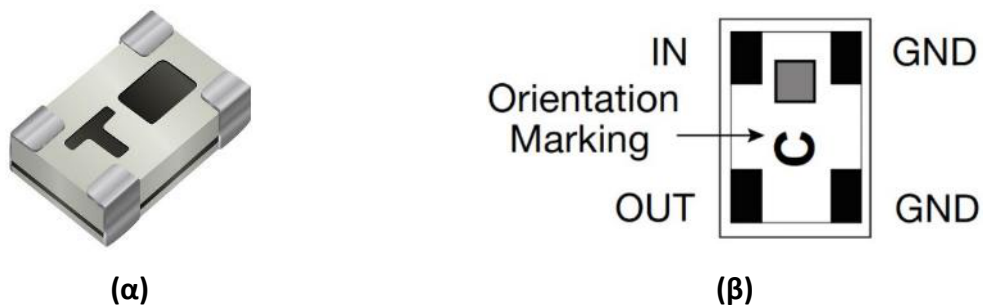 T
IN
GND
Orientation
Marking
C
OUT
GND
(α)
(β)